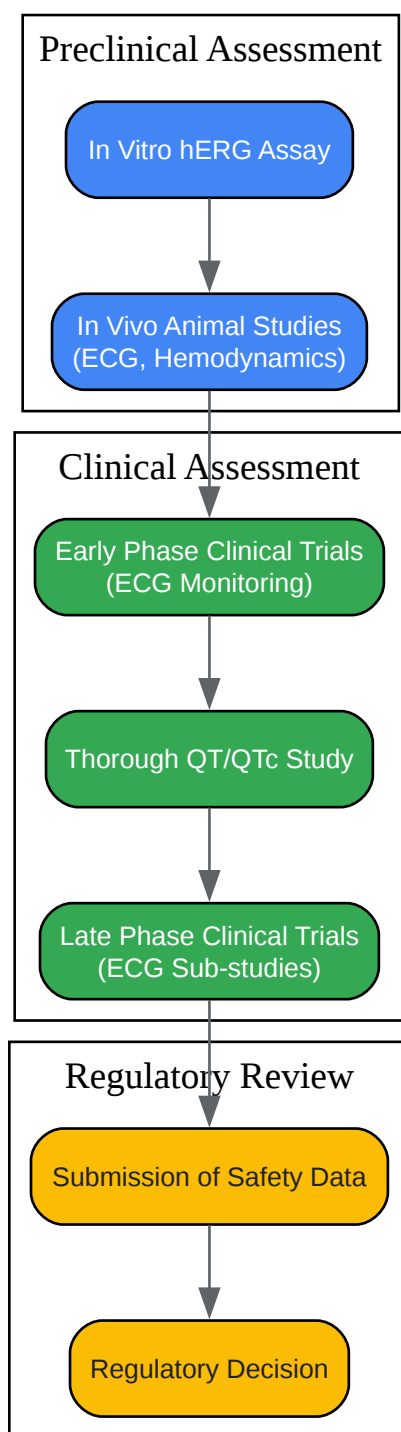 Preclinical Assessment
In Vitro hERG Assay
In Vivo Animal Studies
(ECG, Hemodynamics)
Clinical Assessment
Early Phase Clinical Trials
(ECG Monitoring)
Thorough QT/QTc Study
Late Phase Clinical Trials
(ECG Sub-studies)
Regulatory Review
Submission of Safety Data
Regulatory Decision